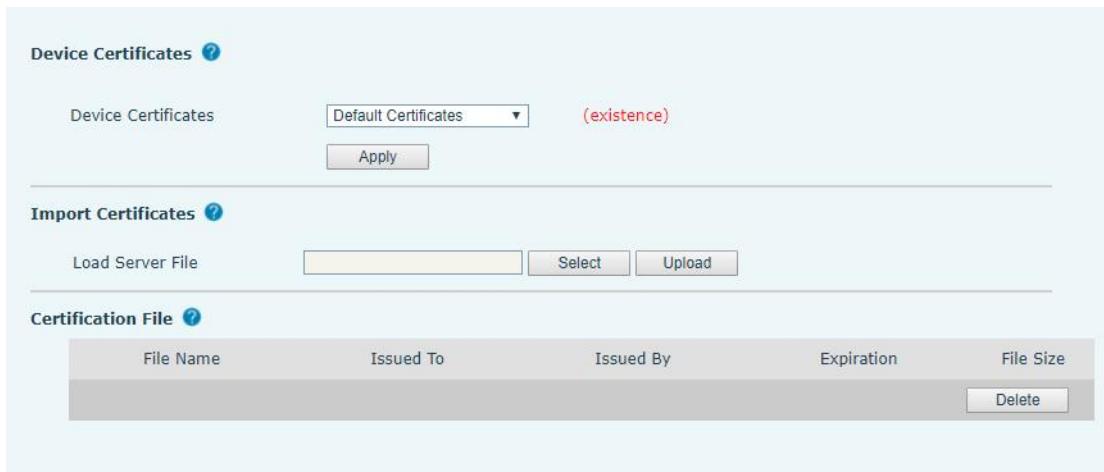 Device Certificates ?
Device Certificates Default Certificates ▼ (existence)
Apply
Import Certificates ?
Load Server File Select Upload
Certification File ?
File Name Issued To Issued By Expiration File Size
Delete